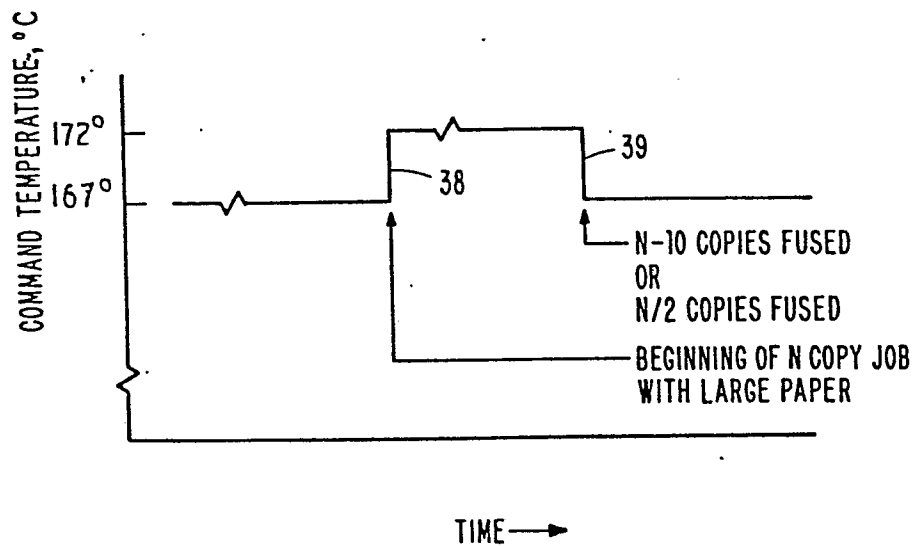 COMMAND TEMPERATURE, °C
172°
167°
38
39
N-10 COPIES FUSED
OR
N/2 COPIES FUSED
BEGINNING OF N COPY JOB
WITH LARGE PAPER
TIME